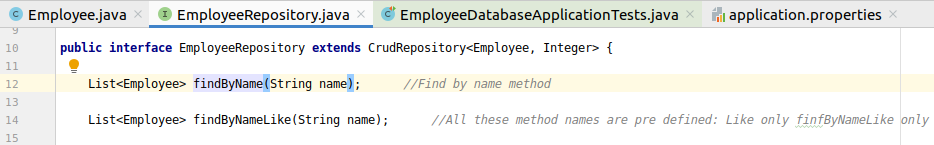 Employee.java × EmployeeRepository.java × EmployeeDatabaseApplicationTests.java × application.properties ×
9
10 public interface EmployeeRepository extends CrudRepository<Employee, Integer> {
11
12 List<Employee> findByName(String name); //Find by name method
13
14 List<Employee> findByNameLike(String name); //All these method names are pre defined: Like only finfByNameLike only
15